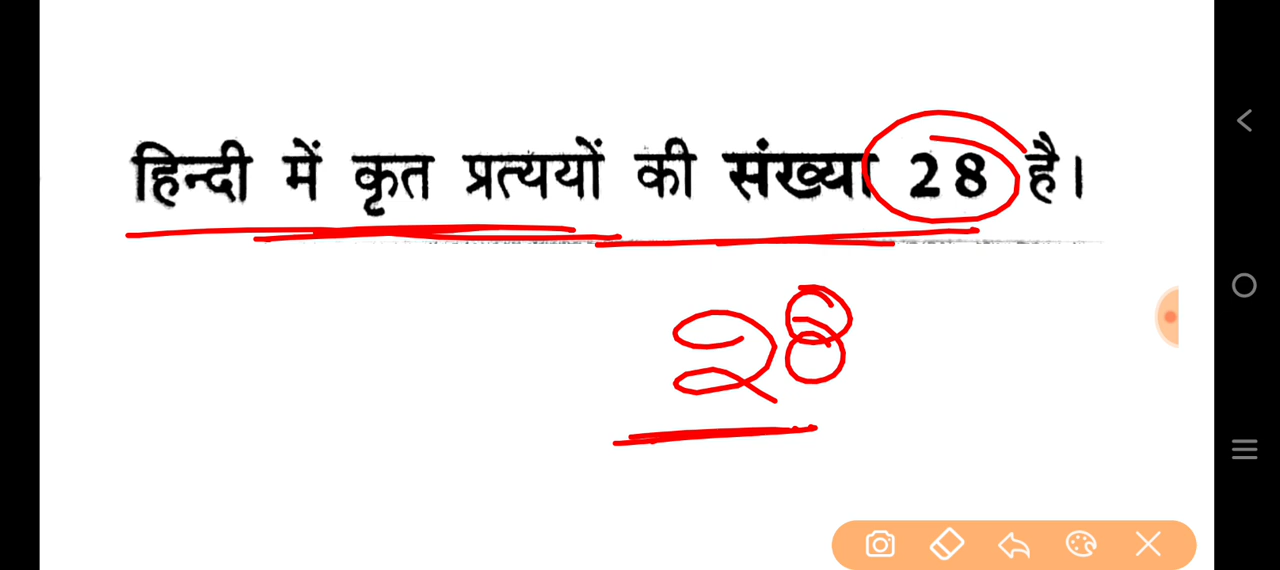 हिन्दी में कृत प्रत्ययों की संख्या 28 है।
28